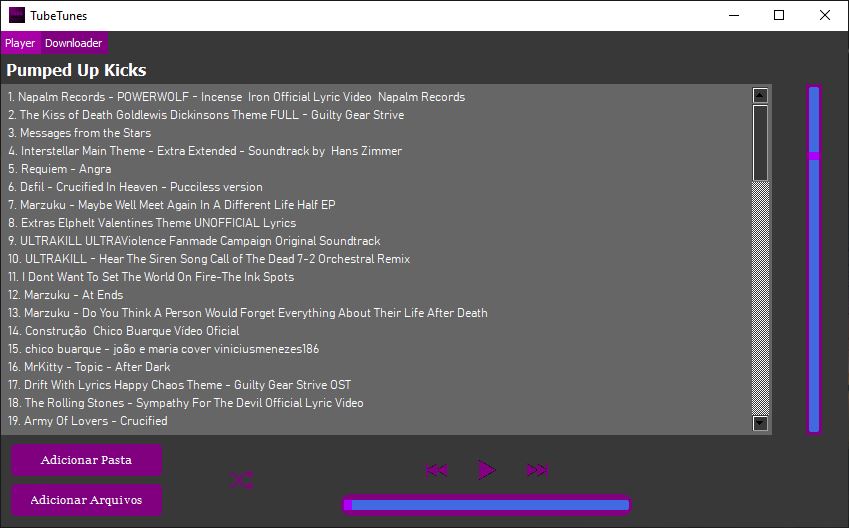 TubeTunes
Player Downloader
Pumped Up Kicks
1. Napalm Records - POWERWOLF - Incense  Iron Official Lyric Video  Napalm Records
2. The Kiss of Death Goldlewis Dickinsons Theme FULL - Guilty Gear Strive
3. Messages from the Stars
4. Interstellar Main Theme - Extra Extended - Soundtrack by  Hans Zimmer
5. Requiem - Angra
6. Dεfil - Crucified In Heaven - Pucciless version
7. Marzuku - Maybe Well Meet Again In A Different Life Half EP
8. Extras Elphelt Valentines Theme UNOFFICIAL Lyrics
9. ULTRAKILL ULTRAViolence Fanmade Campaign Original Soundtrack
10. ULTRAKILL - Hear The Siren Song Call of The Dead 7-2 Orchestral Remix
11. I Dont Want To Set The World On Fire-The Ink Spots
12. Marzuku - At Ends
13. Marzuku - Do You Think A Person Would Forget Everything About Their Life After Death
14. Construção  Chico Buarque Vídeo Oficial
15. chico buarque - joão e maria cover viniciusmenezes186
16. MrKitty - Topic - After Dark
17. Drift With Lyrics Happy Chaos Theme - Guilty Gear Strive OST
18. The Rolling Stones - Sympathy For The Devil Official Lyric Video
19. Army Of Lovers - Crucified
Adicionar Pasta
Adicionar Arquivos